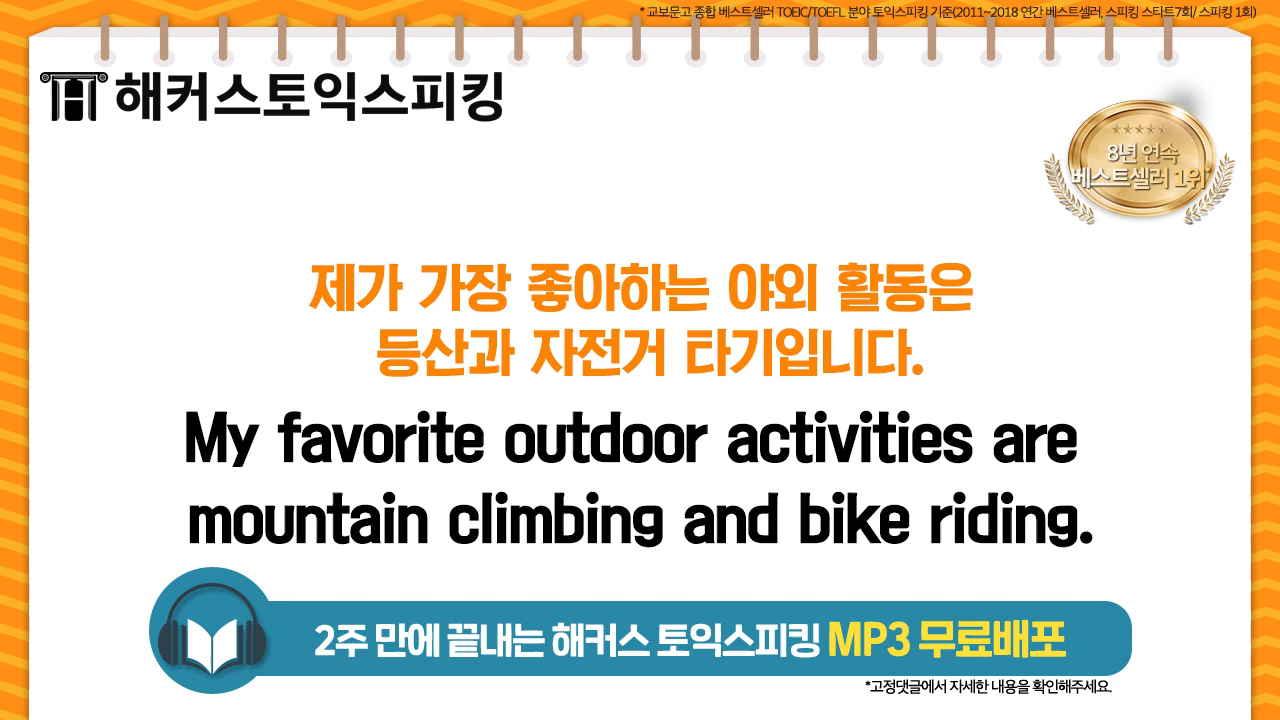 * 교보문고 종합 베스트셀러 TOEIC/TOEFL 분야 토익스피킹 기준(2011~2018 연간 베스트셀러, 스피킹 스타트7회/ 스피킹 1회)
해커스토익스피킹
8년 연속
베스트셀러 1위*
제가 가장 좋아하는 야외 활동은
등산과 자전거 타기입니다.
My favorite outdoor activities are
mountain climbing and bike riding.
2주 만에 끝내는 해커스 토익스피킹 MP3 무료배포
*고정댓글에서 자세한 내용을 확인해주세요.